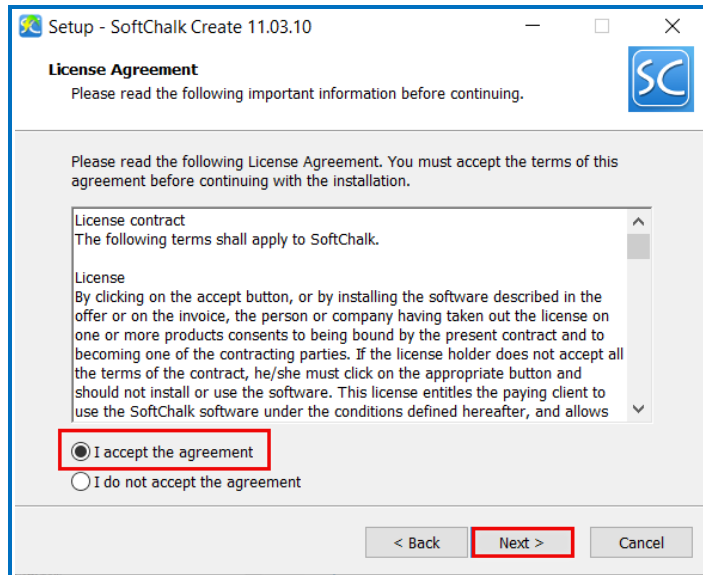 Setup - SoftChalk Create 11.03.10
License Agreement
Please read the following important information before continuing.
SC
Please read the following License Agreement. You must accept the terms of this
agreement before continuing with the installation.
License contract
The following terms shall apply to SoftChalk.
License
By clicking on the accept button, or by installing the software described in the
offer or on the invoice, the person or company having taken out the license on
one or more products consents to being bound by the present contract and to
becoming one of the contracting parties. If the license holder does not accept all
the terms of the contract, he/she must click on the appropriate button and
should not install or use the software. This license entitles the paying client to
use the SoftChalk software under the conditions defined hereafter, and allows
I accept the agreement
I do not accept the agreement
< Back Next > Cancel